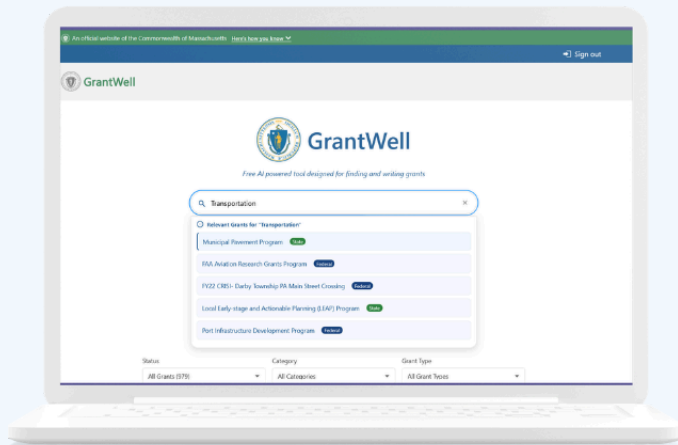 An official website of the Commonwealth of Massachusetts Here's how you know
Sign out
GrantWell
GrantWell
Free AI powered tool designed for finding and writing grants
Transportation
Relevant Grants for "Transportation"
Municipal Pavement Program State
FAA Aviation Research Grants Program Federal
FY22 CRISI- Darby Township PA Main Street Crossing Federal
Local Early-stage and Actionable Planning (LEAP) Program State
Port Infrastructure Development Program Federal
Status Category Grant Type
All Grants (979) All Categories All Grant Types